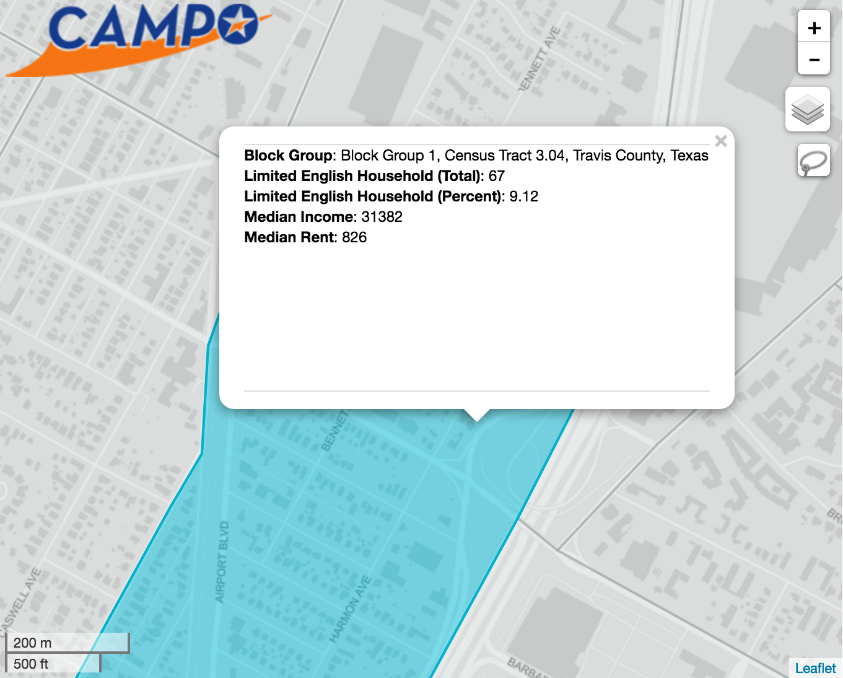 CAMPO
BENNETT AVE
+
−
×
Block Group: Block Group 1, Census Tract 3.04, Travis County, Texas
Limited English Household (Total): 67
Limited English Household (Percent): 9.12
Median Income: 31382
Median Rent: 826
BENNETT
AIRPORT BLVD
HARMON AVE
ASWELL AVE
200 m
500 ft
BARBAR
BR
Leaflet